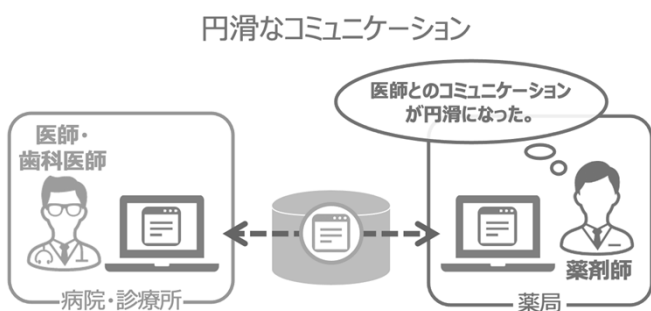 円滑なコミュニケーション
医師とのコミュニケーション
が円滑になった。
医師・
歯科医師
薬剤師
病院・診療所
薬局